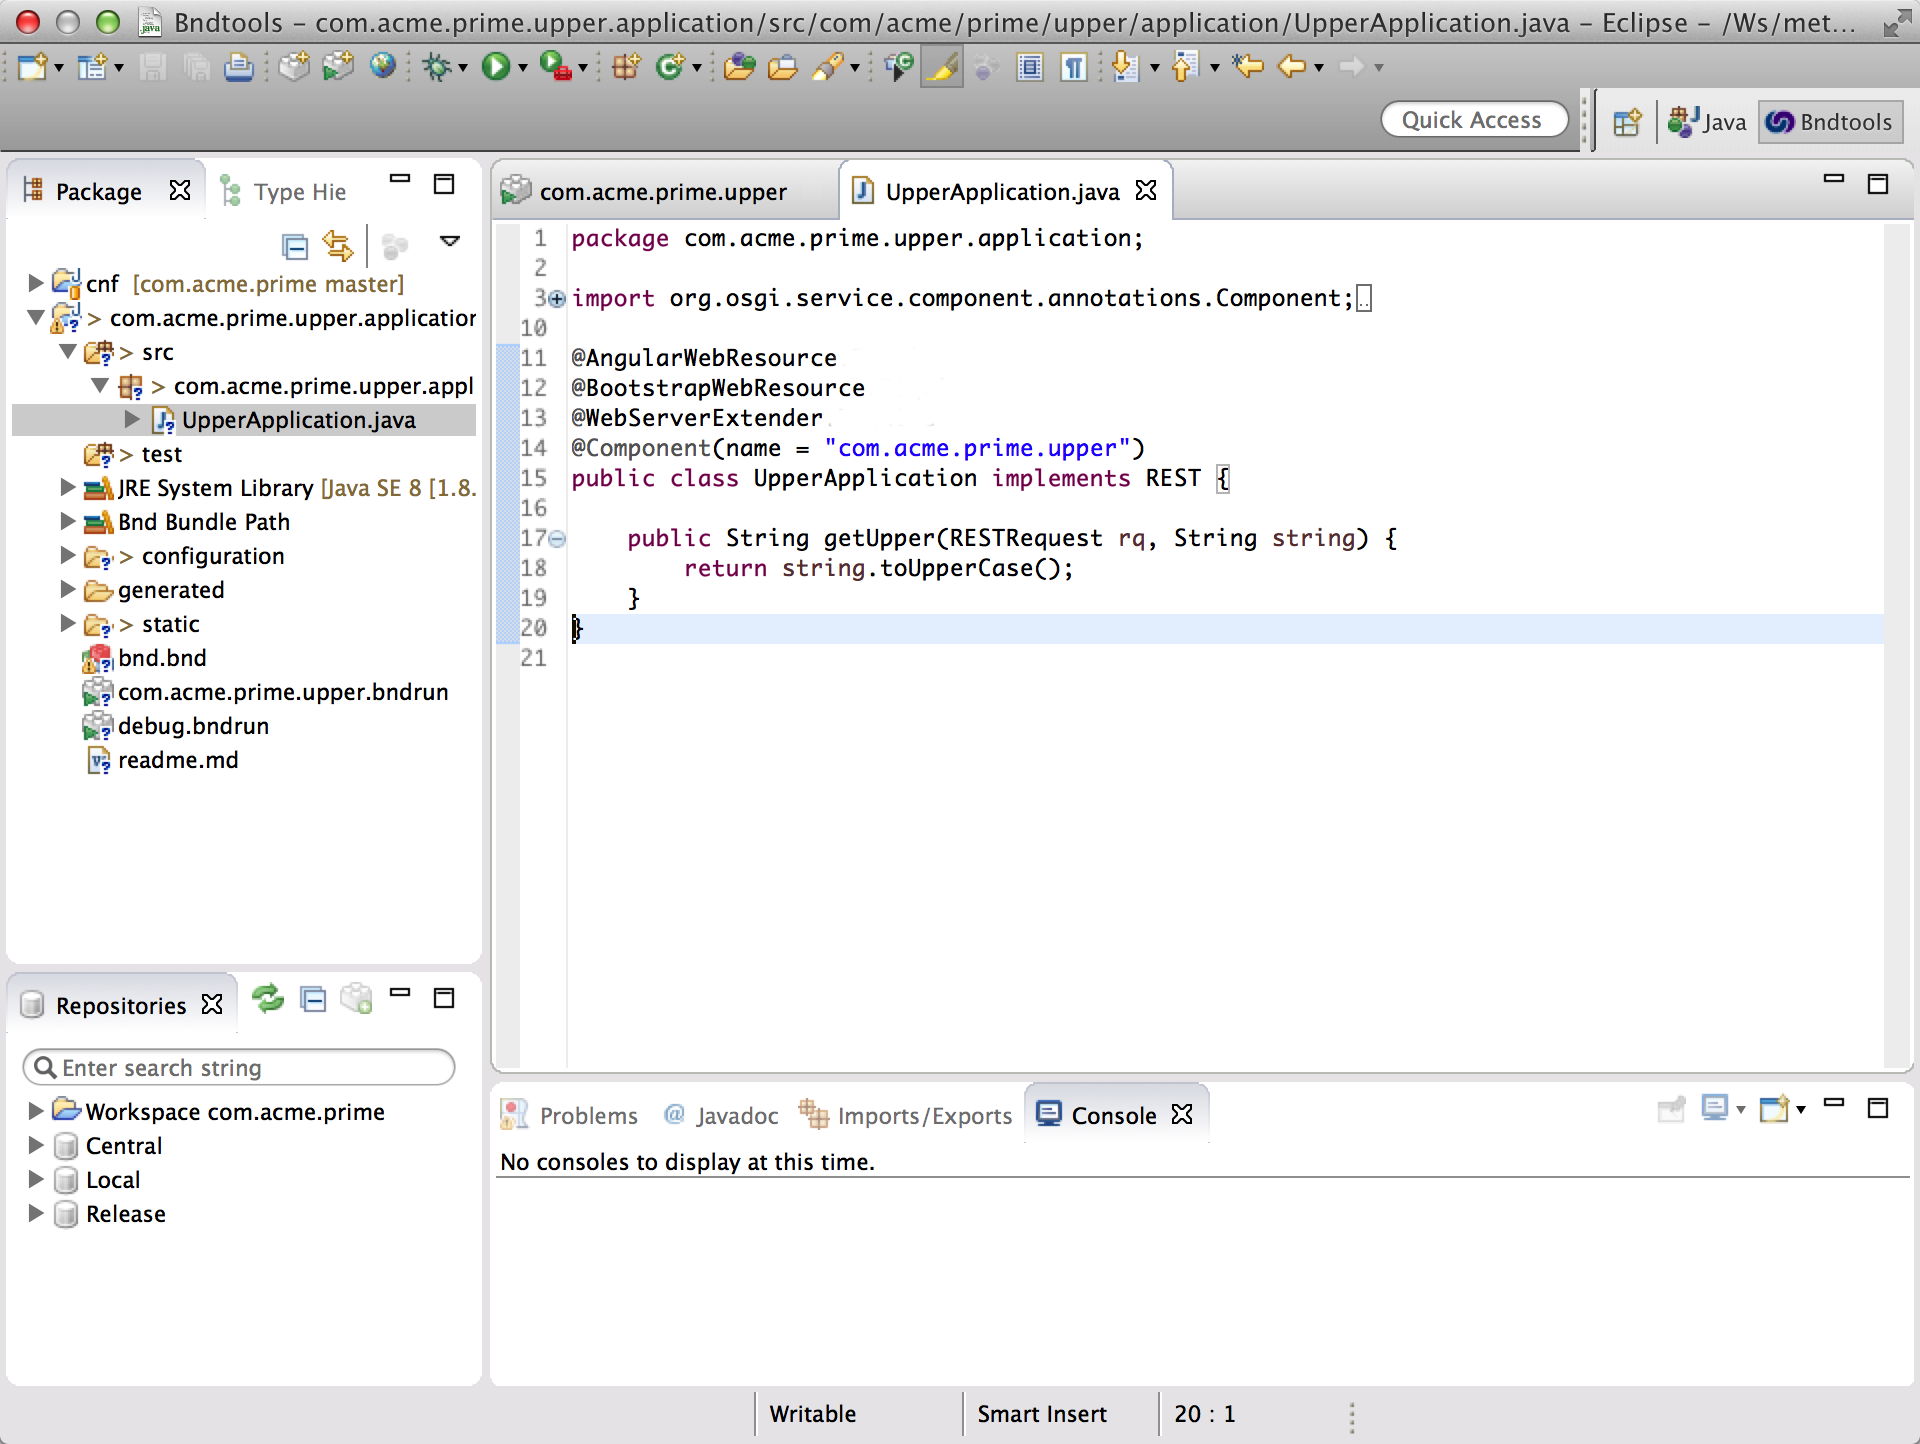 Bndtools – com.acme.prime.upper.application/src/com/acme/prime/upper/application/UpperApplication.java – Eclipse – /Ws/met...
Quick Access
Java
Bndtools
Package
Type Hie
cnf [com.acme.prime master]
> com.acme.prime.upper.application
> src
> com.acme.prime.upper.appl
UpperApplication.java
> test
JRE System Library [Java SE 8 [1.8.
Bnd Bundle Path
> configuration
generated
> static
bnd.bnd
com.acme.prime.upper.bndrun
debug.bndrun
readme.md
Repositories
Enter search string
Workspace com.acme.prime
Central
Local
Release
com.acme.prime.upper
UpperApplication.java
1 package com.acme.prime.upper.application;
2
3 import org.osgi.service.component.annotations.Component;..
10
11 @AngularWebResource
12 @BootstrapWebResource
13 @WebServerExtender
14 @Component(name = "com.acme.prime.upper")
15 public class UpperApplication implements REST {
16
17 public String getUpper(RESTRequest rq, String string) {
18 return string.toUpperCase();
19 }
20 }
21
Problems
Javadoc
Imports/Exports
Console
No consoles to display at this time.
Writable
Smart Insert
20 : 1